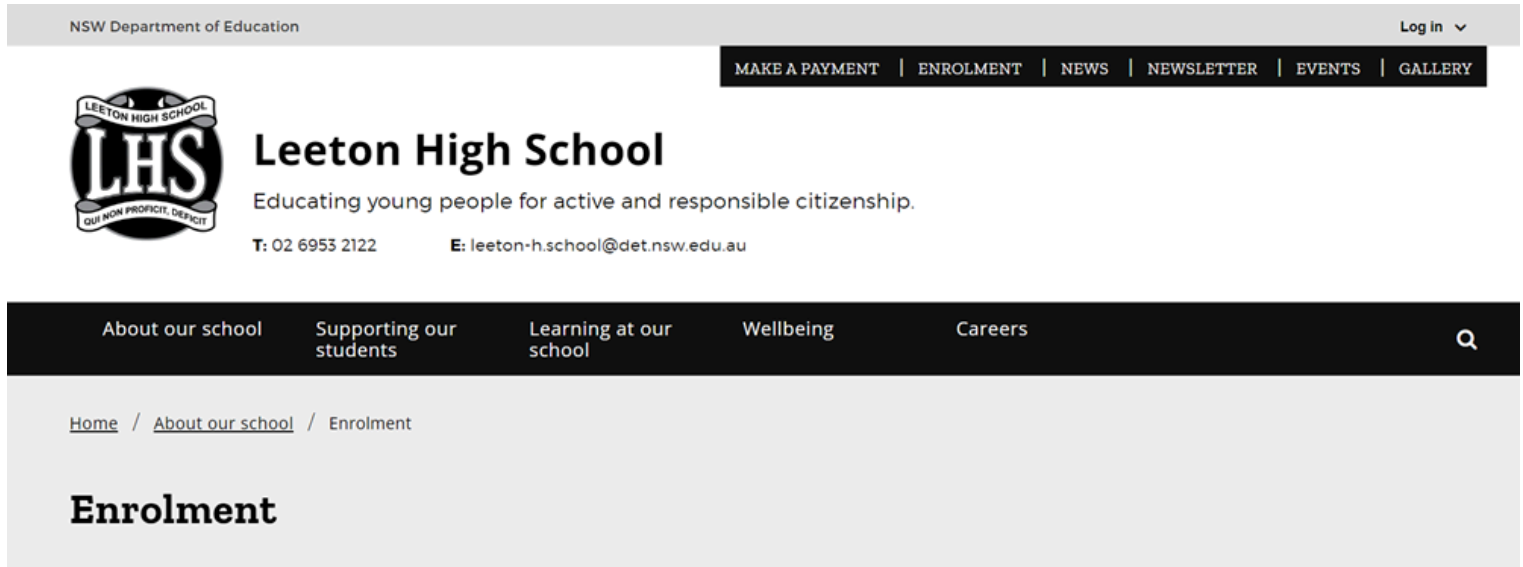 NSW Department of Education
Log in
MAKE A PAYMENT | ENROLMENT | NEWS | NEWSLETTER | EVENTS | GALLERY
LEETON HIGH SCHOOL
LHS
QUI NON PROFICIT, DEFICIT
Leeton High School
Educating young people for active and responsible citizenship.
T: 02 6953 2122 E: leeton-h.school@det.nsw.edu.au
About our school Supporting our students Learning at our school Wellbeing Careers
Home / About our school / Enrolment
Enrolment